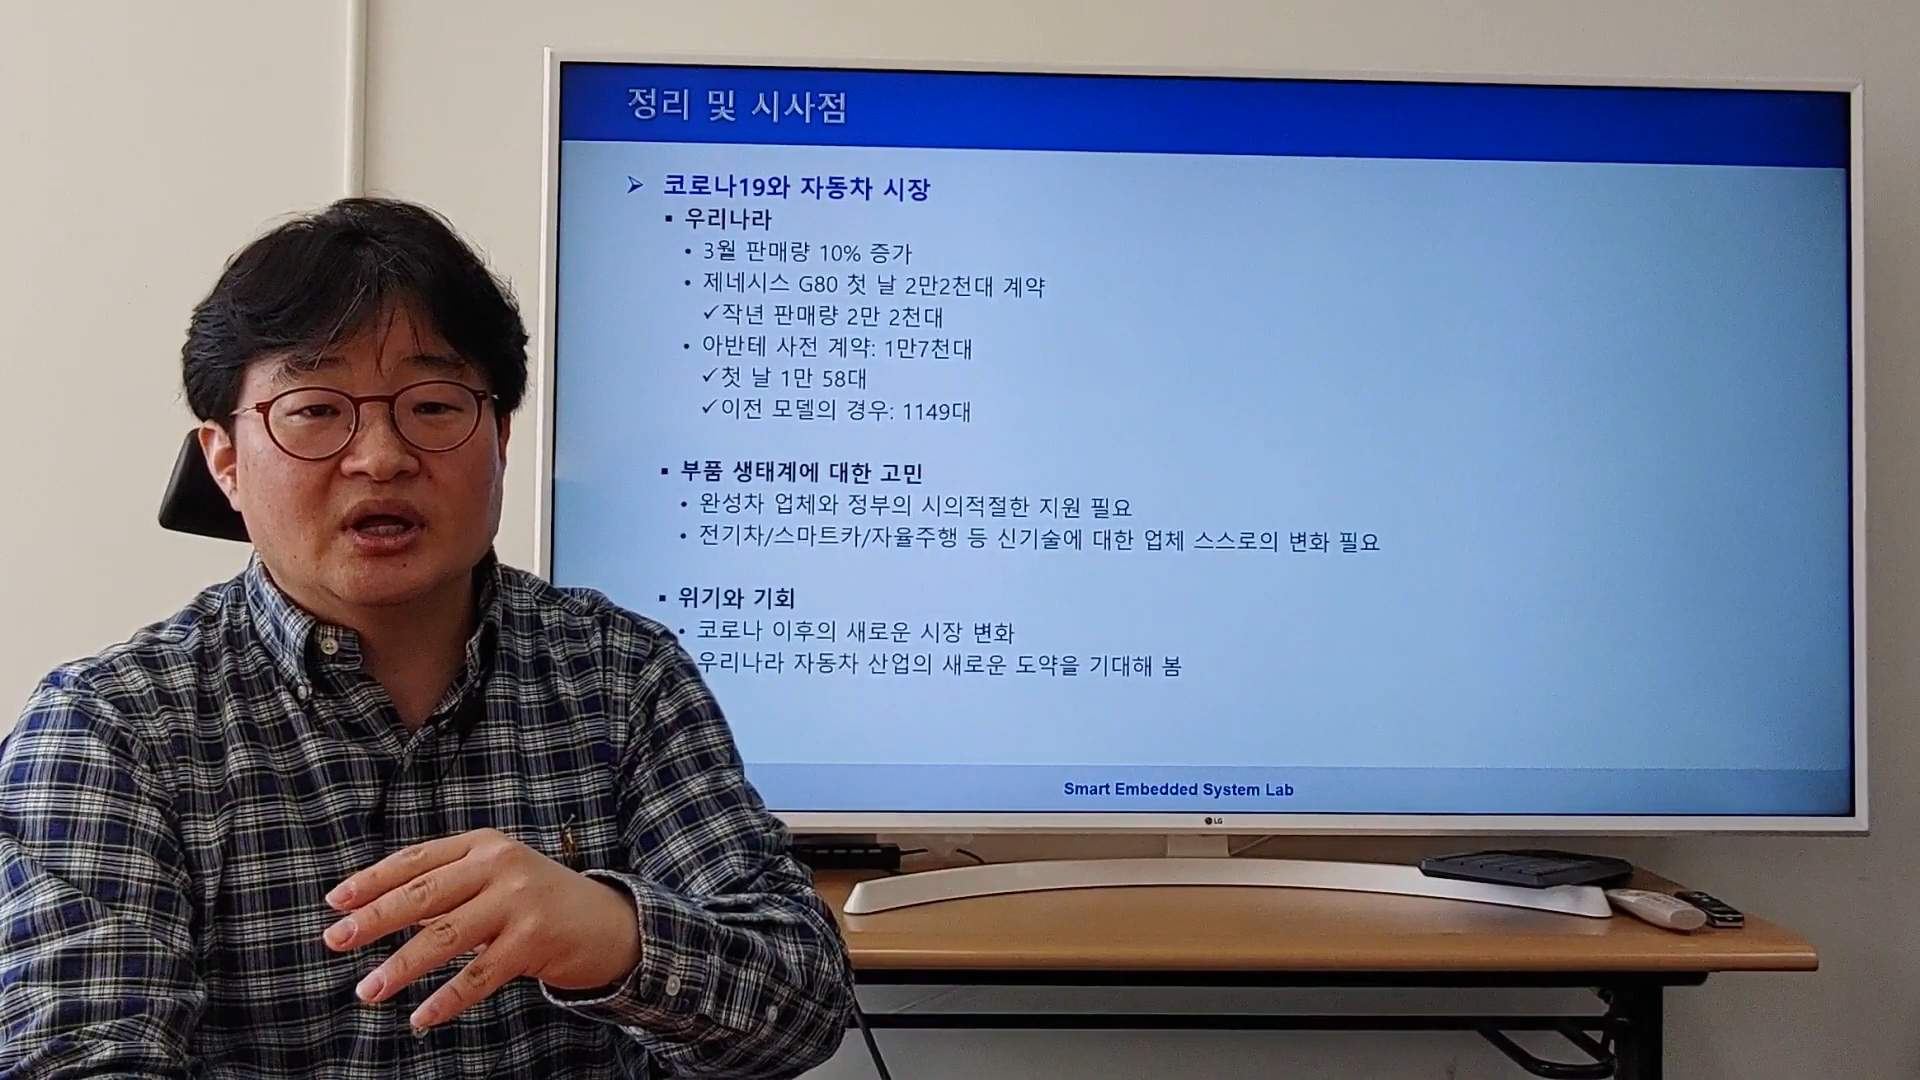 정리 및 시사점
➢ 코로나19와 자동차 시장
▪ 우리나라
• 3월 판매량 10% 증가
• 제네시스 G80 첫 날 2만2천대 계약
✓작년 판매량 2만 2천대
• 아반테 사전 계약: 1만7천대
✓첫 날 1만 58대
✓이전 모델의 경우: 1149대
▪ 부품 생태계에 대한 고민
• 완성차 업체와 정부의 시의적절한 지원 필요
• 전기차/스마트카/자율주행 등 신기술에 대한 업체 스스로의 변화 필요
▪ 위기와 기회
• 코로나 이후의 새로운 시장 변화
우리나라 자동차 산업의 새로운 도약을 기대해 봄
Smart Embedded System Lab
LG